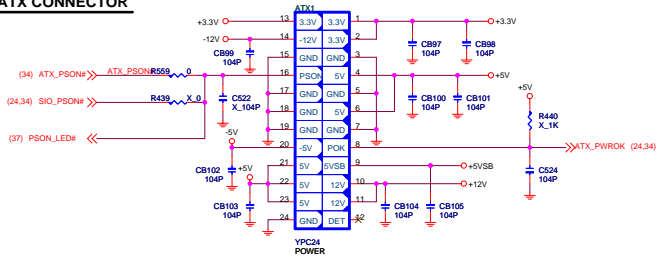 ATX CONNECTOR
ATX1
+3.3V 13 3.3V 3.3V 1 +3.3V
-12V 14 -12V 3.3V 2
CB99 104P 15 GND GND 3 CB97 104P CB98 104P
(34) ATX_PSON# ATX_PSON# R559 0 16 PSON 5V 4 +5V
17 GND GND 5 +5V
(24,34) SIO_PSON# R439 X_0 C522 X_104P 18 GND 5V 6 CB100 104P CB101 104P R440 X_1K
19 GND GND 7
(37) PSON_LED# -5V 20 -5V POK 8 ATX_PWROK (24,34)
CB102 104P +5V 21 5V 5VSB 9 +5VSB C524 104P
22 5V 12V 10 +12V
CB103 104P 23 5V 12V 11 CB104 104P CB105 104P
24 GND DET 12
YPC24
POWER